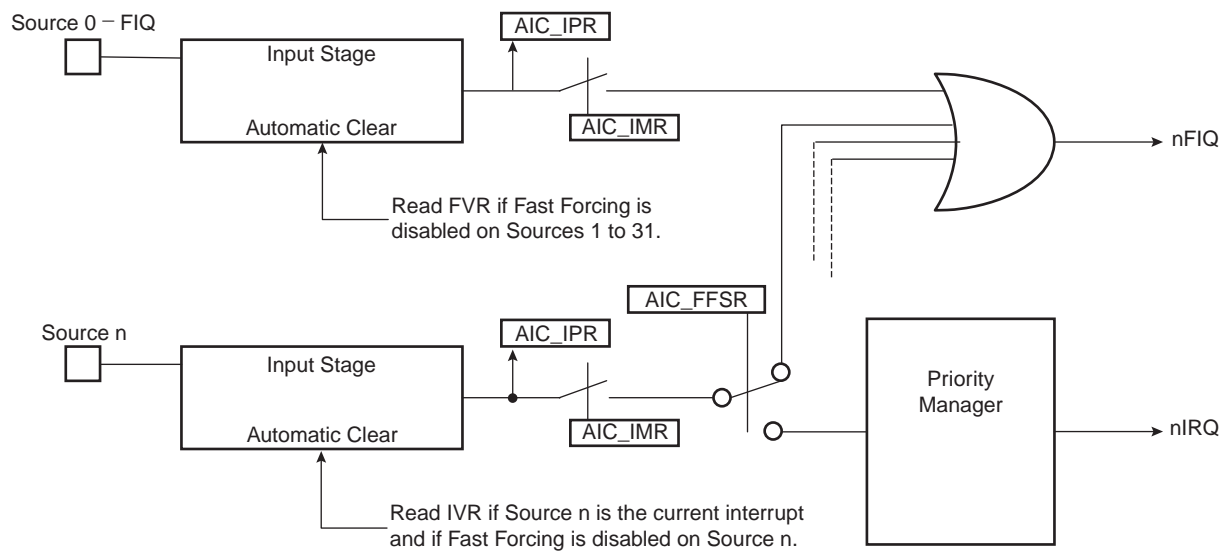 Source 0 – FIQ
AIC_IPR
Input Stage
Automatic Clear
AIC_IMR
nFIQ
Read FVR if Fast Forcing is
disabled on Sources 1 to 31.
AIC_FFSR
Source n
AIC_IPR
Input Stage
Priority
Manager
Automatic Clear
AIC_IMR
nIRQ
Read IVR if Source n is the current interrupt
and if Fast Forcing is disabled on Source n.